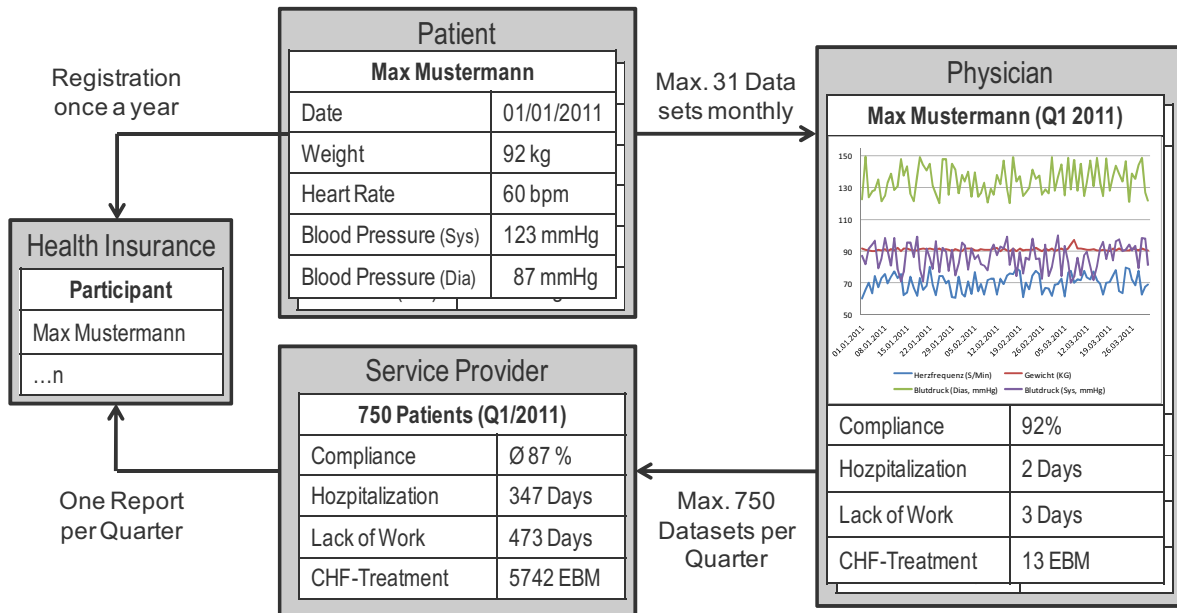 Patient
Max Mustermann
Date 01/01/2011
Weight 92 kg
Heart Rate 60 bpm
Blood Pressure (Sys) 123 mmHg
Blood Pressure (Dia) 87 mmHg
Registration
once a year
Max. 31 Data
sets monthly
Health Insurance
Participant
Max Mustermann
...n
Physician
Max Mustermann (Q1 2011)
150
130
110
90
70
50
01.01.2011
08.01.2011
15.01.2011
22.01.2011
29.01.2011
05.02.2011
12.02.2011
19.02.2011
26.02.2011
05.03.2011
12.03.2011
19.03.2011
26.03.2011
Herzfrequenz (S/Min) Gewicht (KG)
Blutdruck (Dias, mmHg) Blutdruck (Sys, mmHg)
Compliance 92%
Hozpitalization 2 Days
Lack of Work 3 Days
CHF-Treatment 13 EBM
Service Provider
750 Patients (Q1/2011)
Compliance Ø 87 %
Hozpitalization 347 Days
Lack of Work 473 Days
CHF-Treatment 5742 EBM
One Report
per Quarter
Max. 750
Datasets per
Quarter